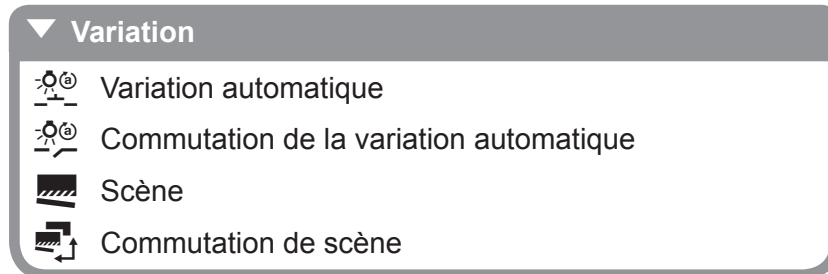 Variation
Variation automatique
Commutation de la variation automatique
Scène
Commutation de scène